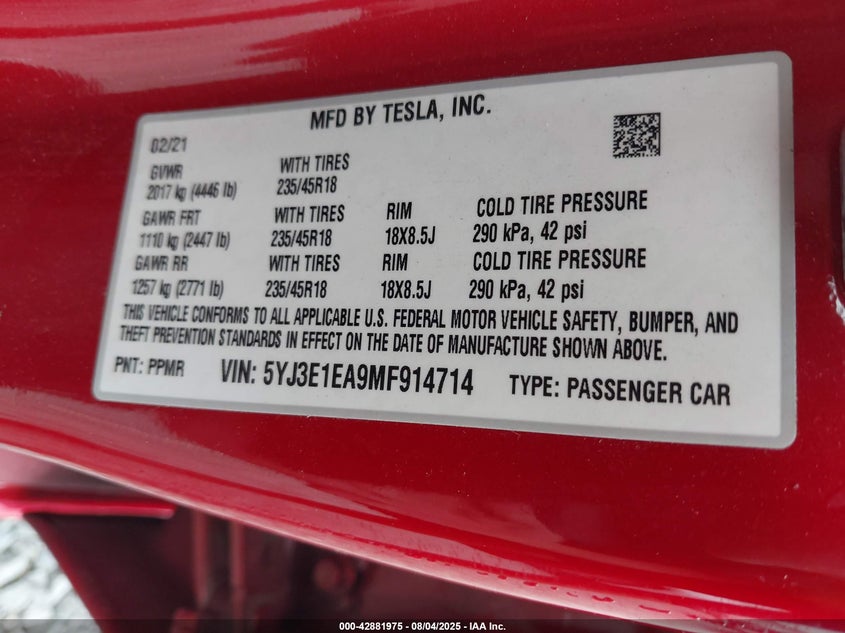 MFD BY TESLA, INC.
02/21
GVWR WITH TIRES
2017 kg (4446 lb) 235/45R18
GAWR FRT WITH TIRES RIM COLD TIRE PRESSURE
1110 kg (2447 lb) 235/45R18 18X8.5J 290 kPa, 42 psi
GAWR RR WITH TIRES RIM COLD TIRE PRESSURE
1257 kg (2771 lb) 235/45R18 18X8.5J 290 kPa, 42 psi
THIS VEHICLE CONFORMS TO ALL APPLICABLE U.S. FEDERAL MOTOR VEHICLE SAFETY, BUMPER, AND
THEFT PREVENTION STANDARDS IN EFFECT ON THE DATE OF MANUFACTURE SHOWN ABOVE.
PNT: PPMR VIN: 5YJ3E1EA9MF914714 TYPE: PASSENGER CAR
000-42881975 - 08/04/2025 - IAA Inc.